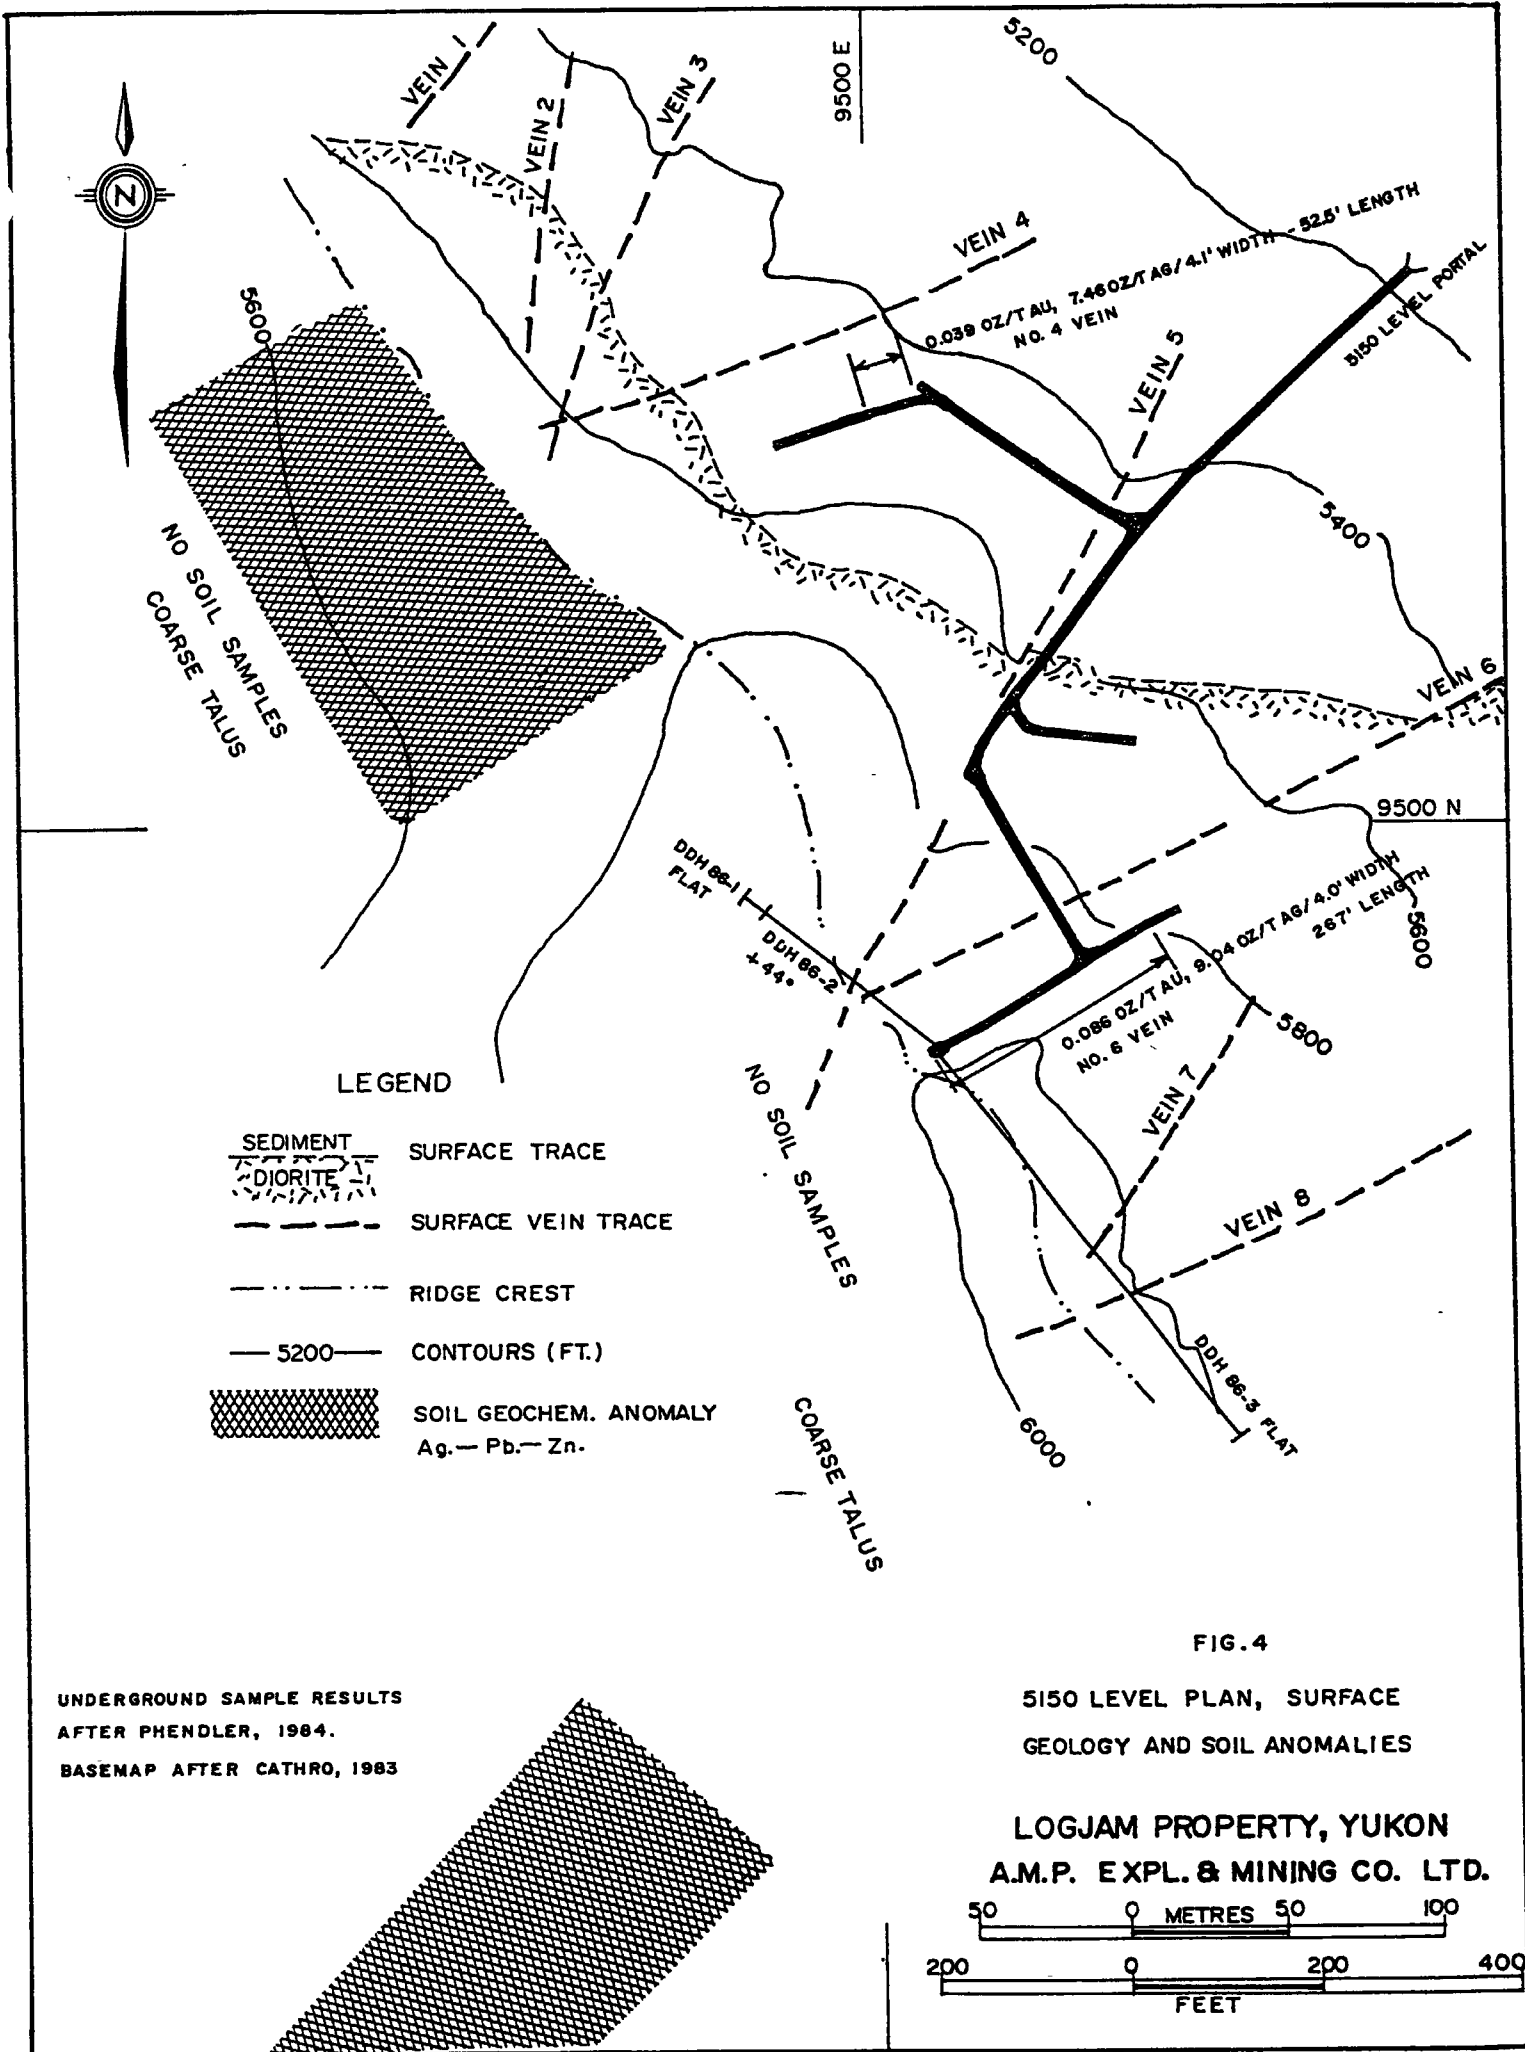 VEIN 1
VEIN 2
VEIN 3
9500 E
5200
N
VEIN 4
0.039 OZ/T AU, 7.46 OZ/T AG/4.1' WIDTH - 52.5' LENGTH
NO. 4 VEIN
5150 LEVEL PORTAL
VEIN 5
5600
5400
NO SOIL SAMPLES
COARSE TALUS
VEIN 6
9500 N
DDH 86-1
FLAT
DDH 86-2
+44°
0.086 OZ/T AU, 9.04 OZ/T AG/4.0' WIDTH
267' LENGTH
NO. 6 VEIN
5600
5800
NO SOIL SAMPLES
COARSE TALUS
VEIN 7
VEIN 8
DDH 86-3 FLAT
6000
LEGEND
SEDIMENT
DIORITE
SURFACE TRACE
SURFACE VEIN TRACE
RIDGE CREST
5200
CONTOURS (FT.)
SOIL GEOCHEM. ANOMALY
Ag.—Pb.—Zn.
UNDERGROUND SAMPLE RESULTS
AFTER PHENDLER, 1984.
BASEMAP AFTER CATHRO, 1983
FIG. 4
5150 LEVEL PLAN, SURFACE
GEOLOGY AND SOIL ANOMALIES
LOGJAM PROPERTY, YUKON
A.M.P. EXPL. & MINING CO. LTD.
50 0 50 100
METRES
200 0 200 400
FEET